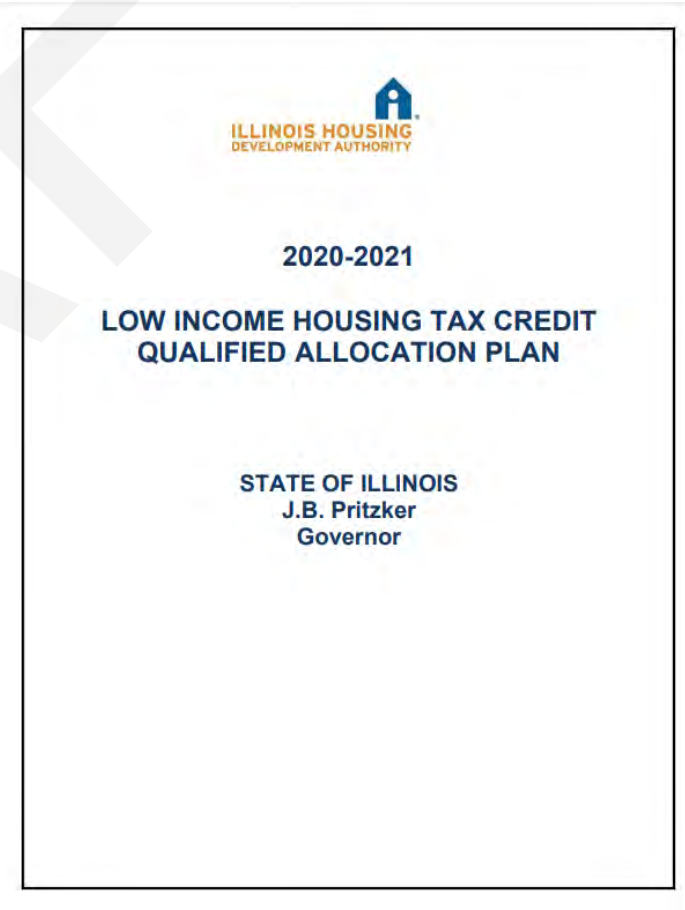 ILLINOIS HOUSING
DEVELOPMENT AUTHORITY
2020-2021
LOW INCOME HOUSING TAX CREDIT
QUALIFIED ALLOCATION PLAN
STATE OF ILLINOIS
J.B. Pritzker
Governor